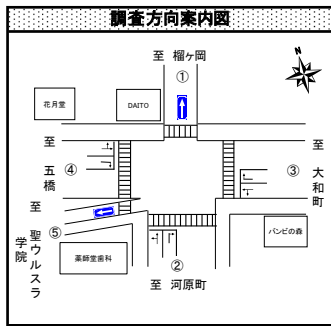 調査方向案内図
至 榴ヶ岡
①
N
花月堂
DAITO
至 五橋
④
至 大和町
③
至 聖ウルスラ学院
⑤
バンビの森
薬師堂歯科
②
至 河原町